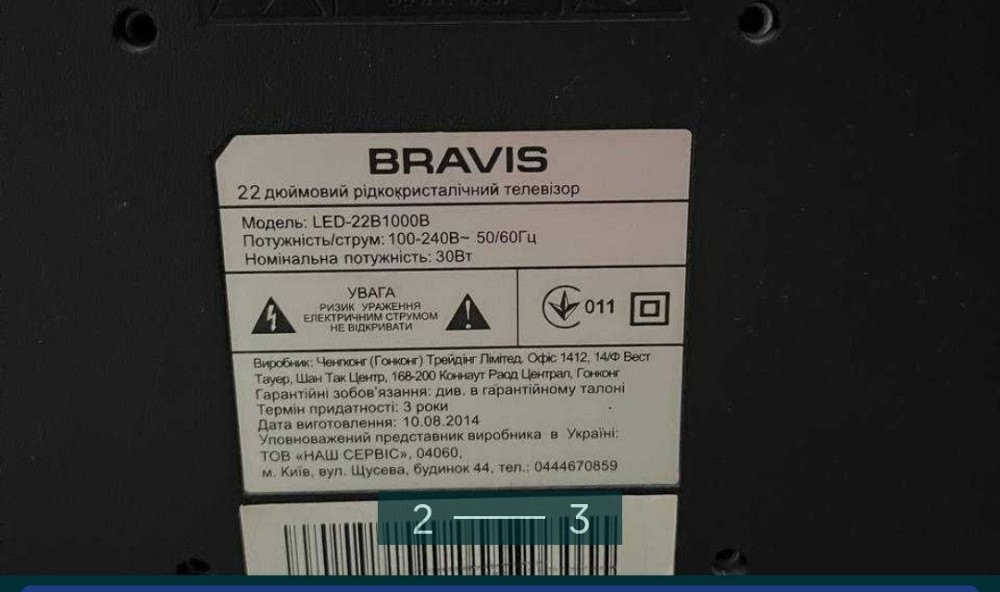 BRAVIS
22 дюймовий рідкокристалічний телевізор
Модель: LED-22B1000B
Потужність/струм: 100-240В~ 50/60Гц
Номінальна потужність: 30Вт
УВАГА
РИЗИК УРАЖЕННЯ
ЕЛЕКТРИЧНИМ СТРУМОМ
НЕ ВІДКРИВАТИ
011
Виробник: Ченгконг (Гонконг) Трейдінг Лімітед. Офіс 1412, 14/Ф Вест
Тауер, Шан Так Центр, 168-200 Коннаут Раод Централ, Гонконг
Гарантійні зобов'язання: див. в гарантійному талоні
Термін придатності: 3 роки
Дата виготовлення: 10.08.2014
Уповноважений представник виробника в Україні:
ТОВ «НАШ СЕРВІС», 04060,
м. Київ, вул. Щусева, будинок 44, тел.: 0444670859
2 — 3